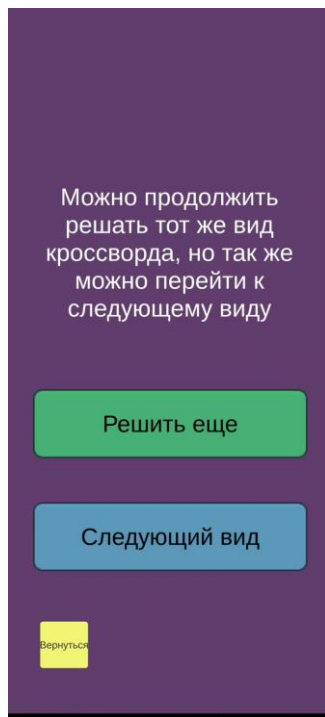 Можно продолжить
решать тот же вид
кроссворда, но так же
можно перейти к
следующему виду
Решить еще
Следующий вид
Вернуться